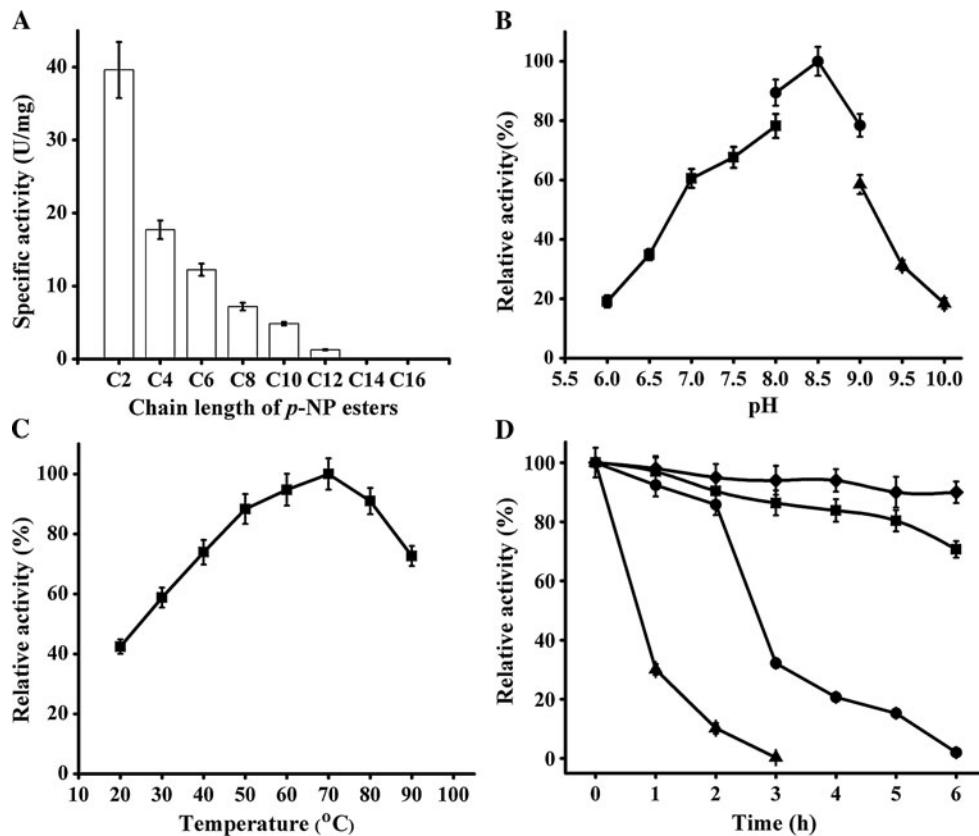 A
Specific activity (U/mg)
40
30
20
10
0
C2 C4 C6 C8 C10 C12 C14 C16
Chain length of p-NP esters
B
Relative activity(%)
100
80
60
40
20
0
5.5 6.0 6.5 7.0 7.5 8.0 8.5 9.0 9.5 10.0
pH
C
Relative activity (%)
100
80
60
40
20
0
10 20 30 40 50 60 70 80 90 100
Temperature (°C)
D
Relative activity (%)
100
80
60
40
20
0
0 1 2 3 4 5 6
Time (h)